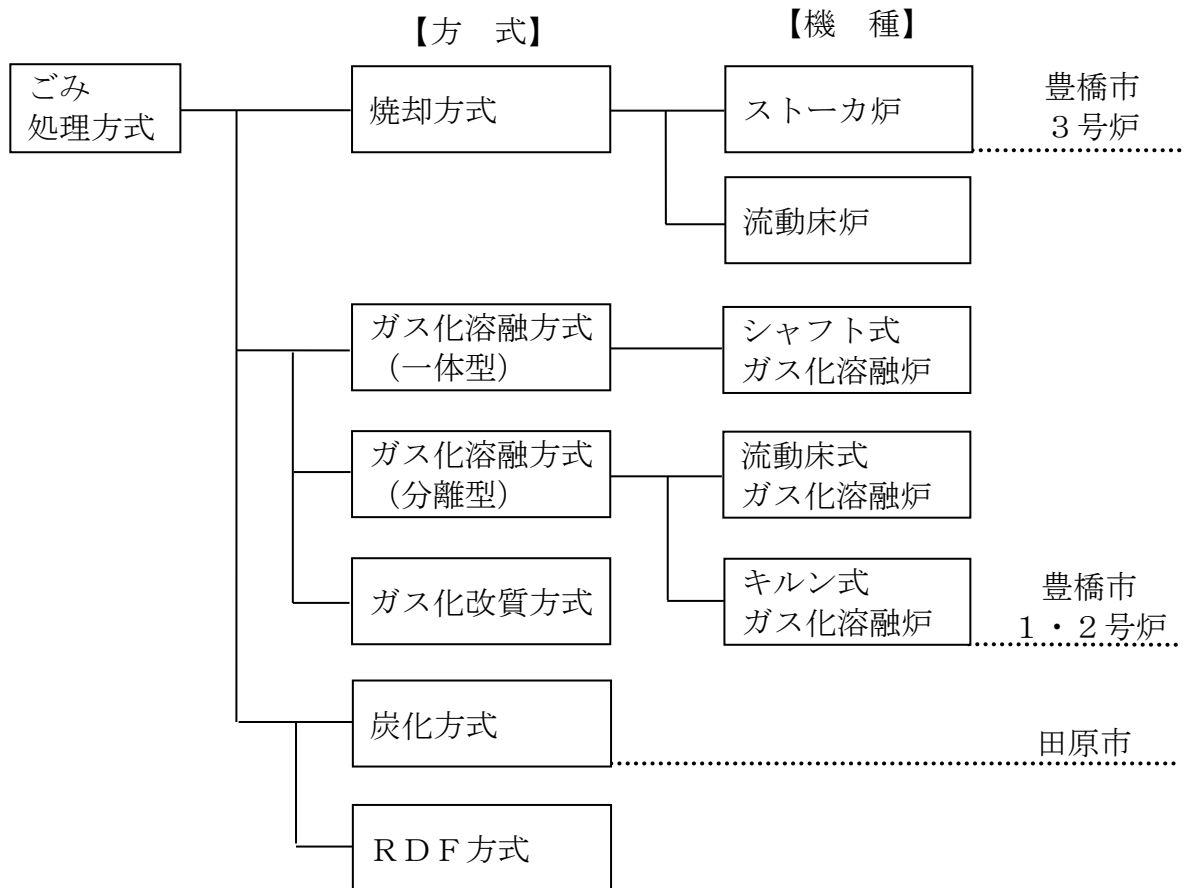 【方　式】
【機　種】
ごみ
処理方式
焼却方式
ストーカ炉
豊橋市
３号炉
流動床炉
ガス化溶融方式
（一体型）
シャフト式
ガス化溶融炉
ガス化溶融方式
（分離型）
流動床式
ガス化溶融炉
ガス化改質方式
キルン式
ガス化溶融炉
豊橋市
１・２号炉
炭化方式
田原市
ＲＤＦ方式